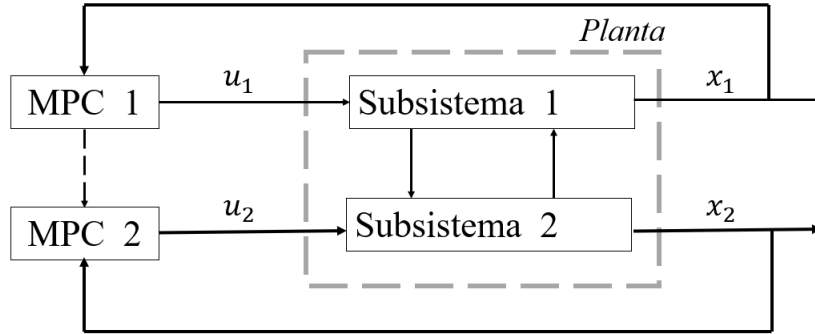 Planta
MPC 1
u₁
Subsistema 1
x₁
MPC 2
u₂
Subsistema 2
x₂